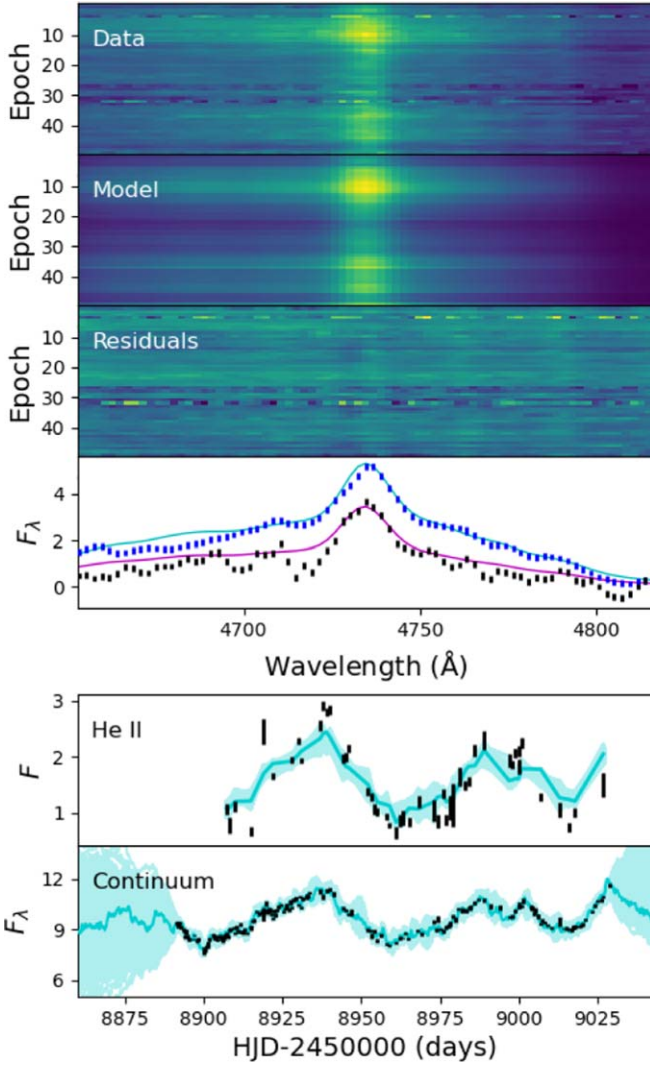 Data
Epoch
10
20
30
40
Model
Epoch
10
20
30
40
Residuals
Epoch
10
20
30
40
F_λ
4
2
0
4700 4750 4800
Wavelength (Å)
He II
F
3
2
1
Continuum
F_λ
12
9
6
8875 8900 8925 8950 8975 9000 9025
HJD-2450000 (days)